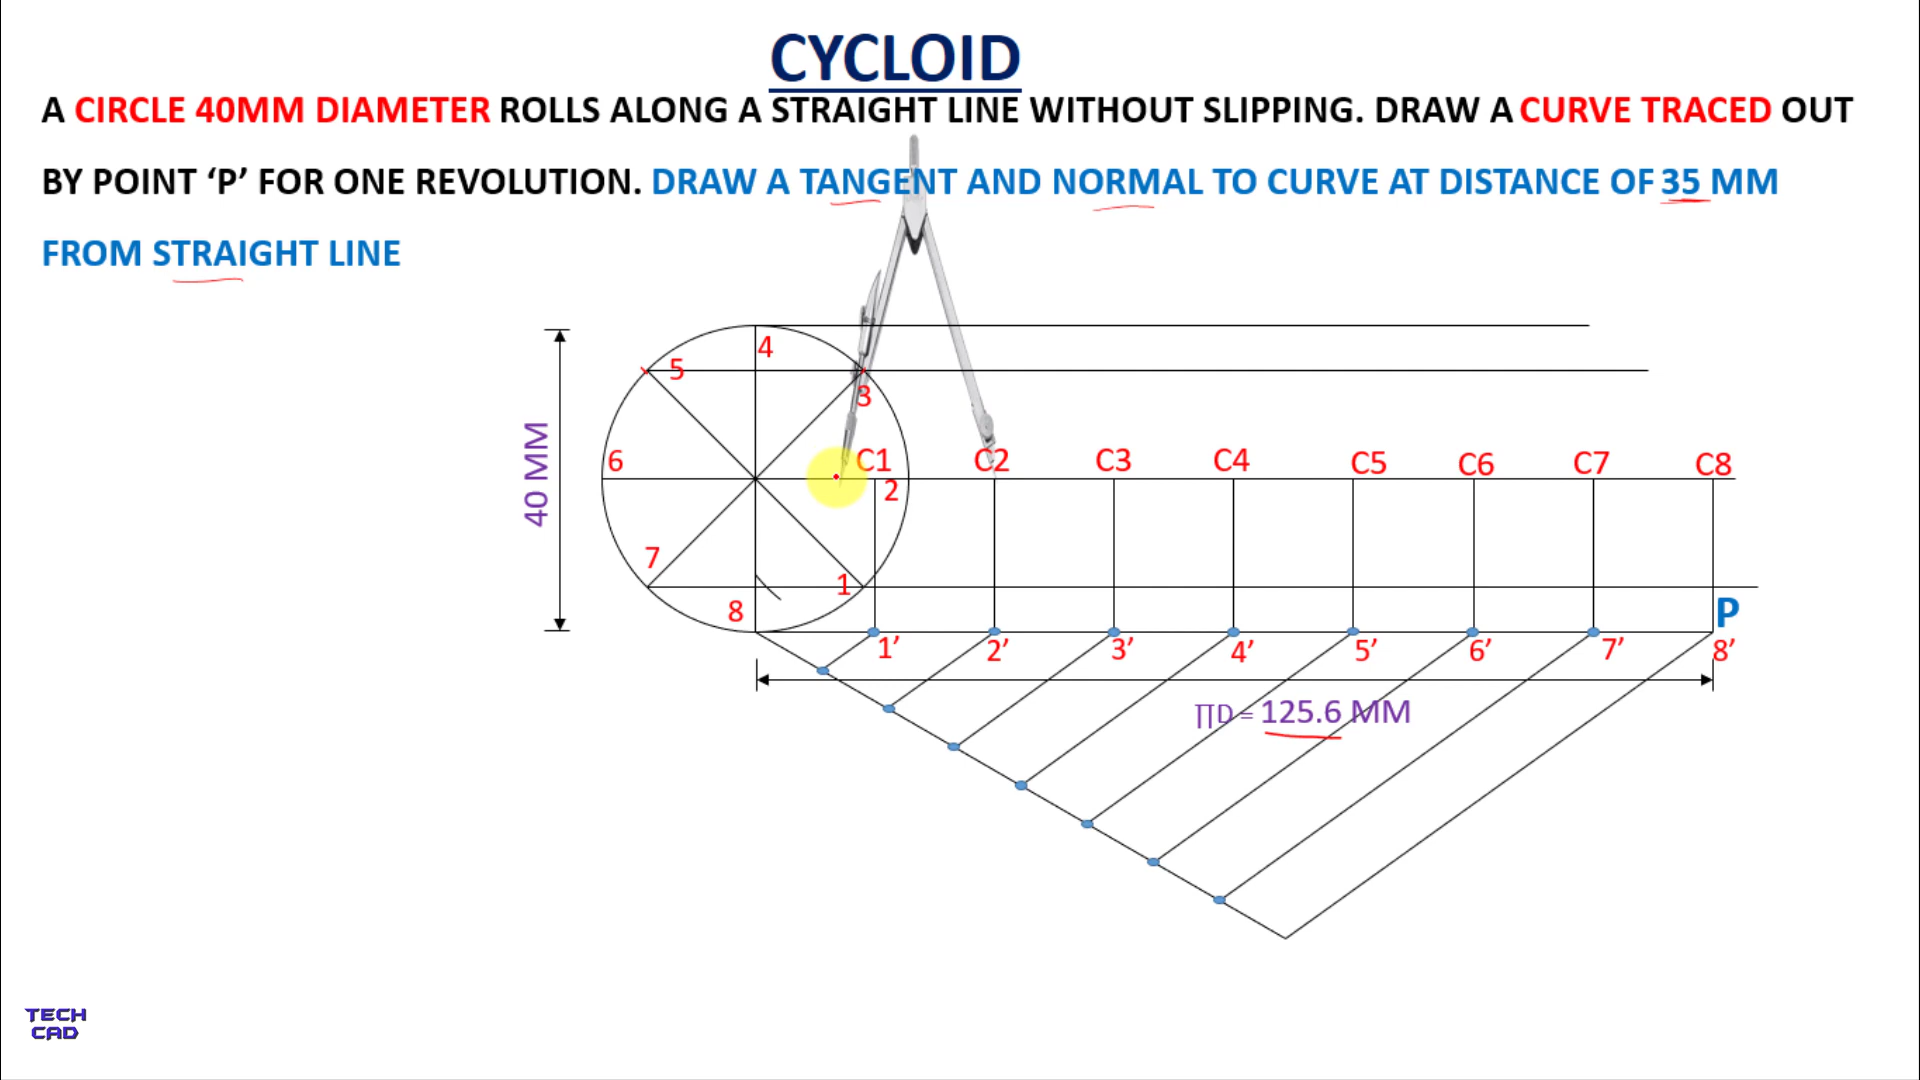 CYCLOID
A CIRCLE 40MM DIAMETER ROLLS ALONG A STRAIGHT LINE WITHOUT SLIPPING. DRAW A CURVE TRACED OUT
BY POINT ‘P’ FOR ONE REVOLUTION. DRAW A TANGENT AND NORMAL TO CURVE AT DISTANCE OF 35 MM
FROM STRAIGHT LINE
4
5
3
40 MM
6
C1 C2 C3 C4 C5 C6 C7 C8
2
7
1
8
P
1’ 2’ 3’ 4’ 5’ 6’ 7’ 8’
∏D = 125.6 MM
TECH
CAD